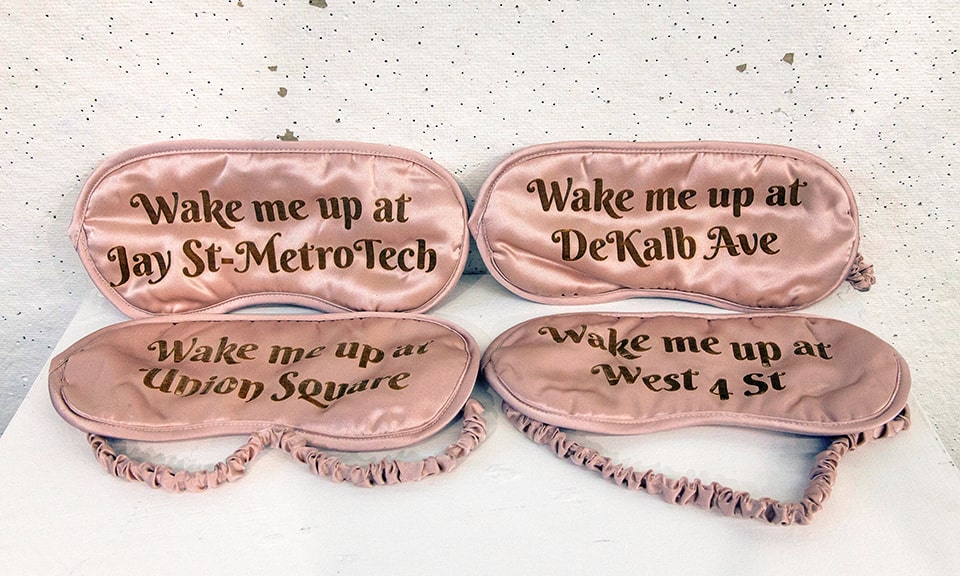 Wake me up at
Jay St-MetroTech
Wake me up at
DeKalb Ave
Wake me up at
Union Square
Wake me up at
West 4 St